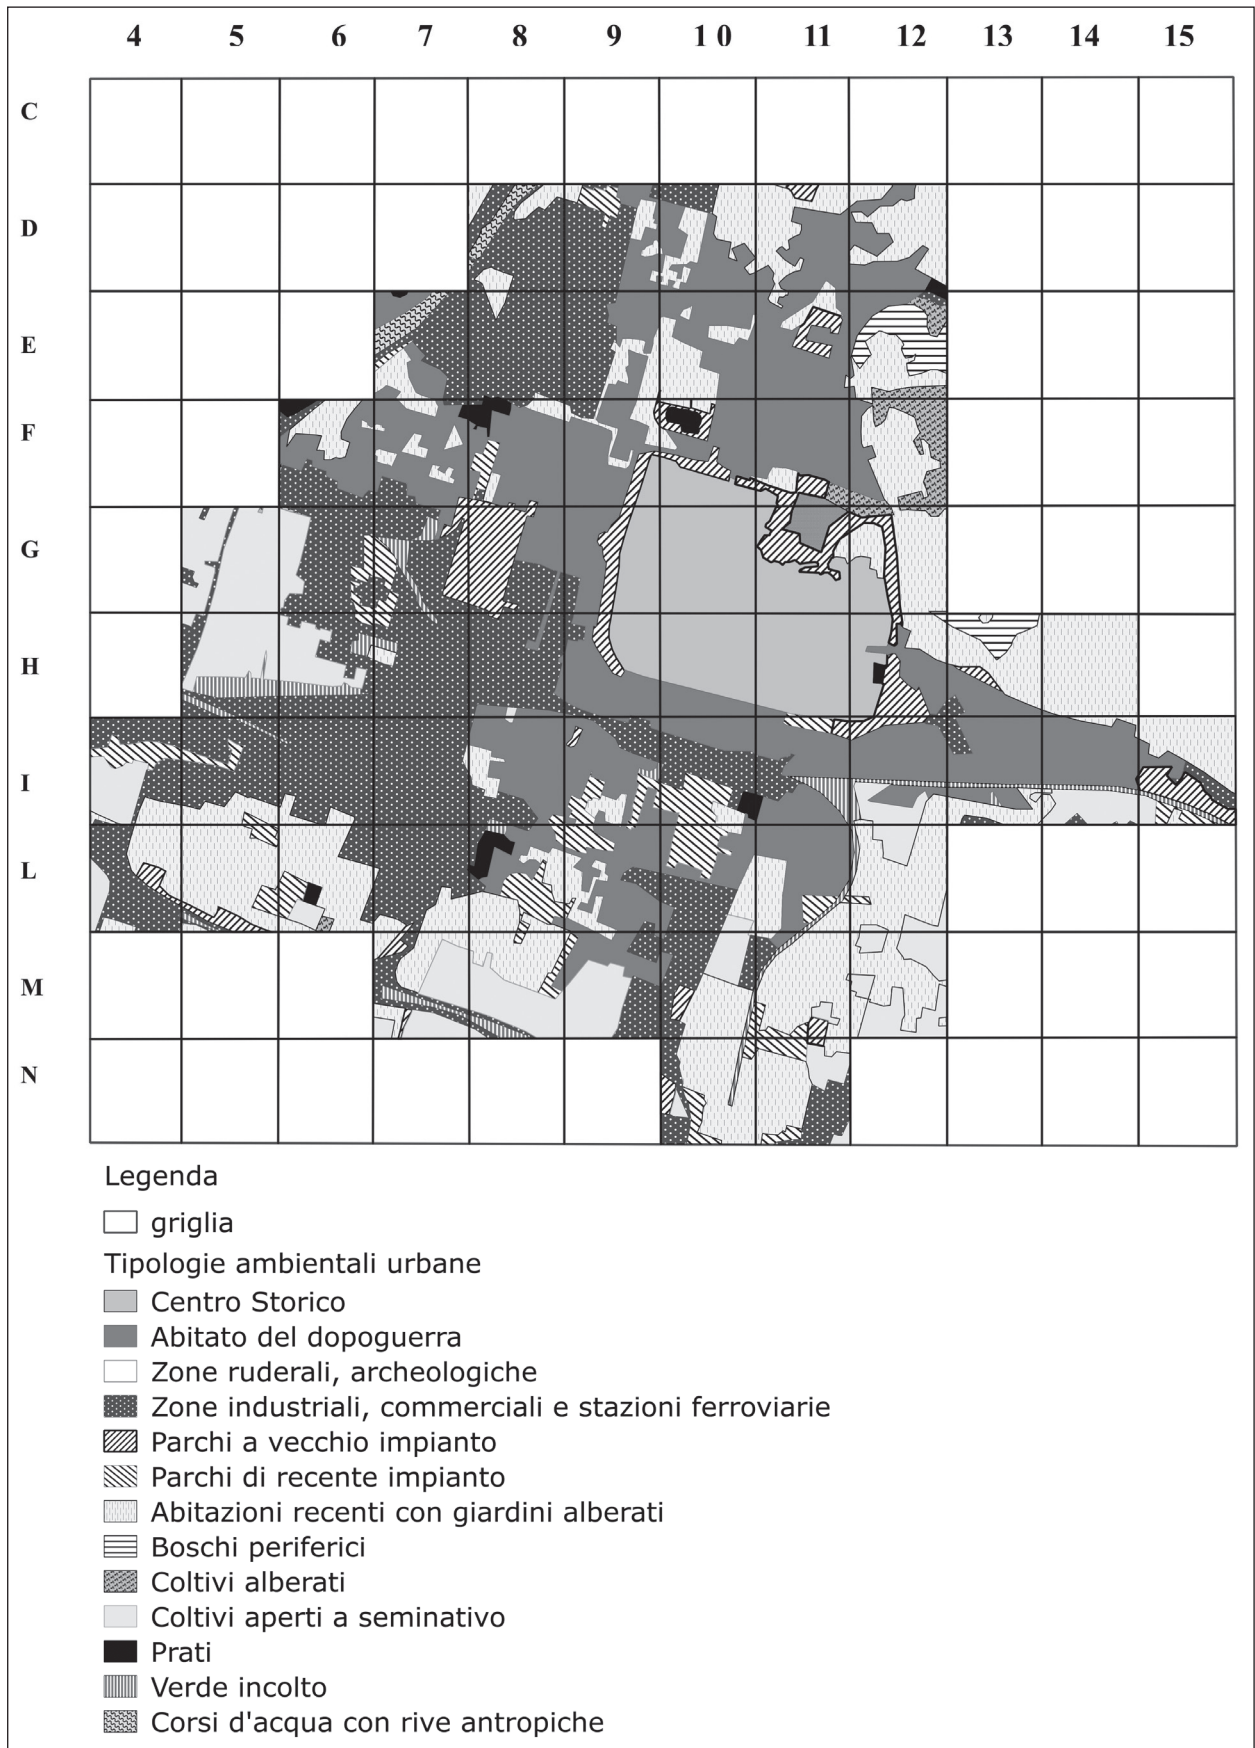 4 5 6 7 8 9 1 0 11 12 13 14 15
C
D
E
F
G
H
I
L
M
N
Legenda
griglia
Tipologie ambientali urbane
Centro Storico
Abitato del dopoguerra
Zone ruderali, archeologiche
Zone industriali, commerciali e stazioni ferroviarie
Parchi a vecchio impianto
Parchi di recente impianto
Abitazioni recenti con giardini alberati
Boschi periferici
Coltivi alberati
Coltivi aperti a seminativo
Prati
Verde incolto
Corsi d'acqua con rive antropiche